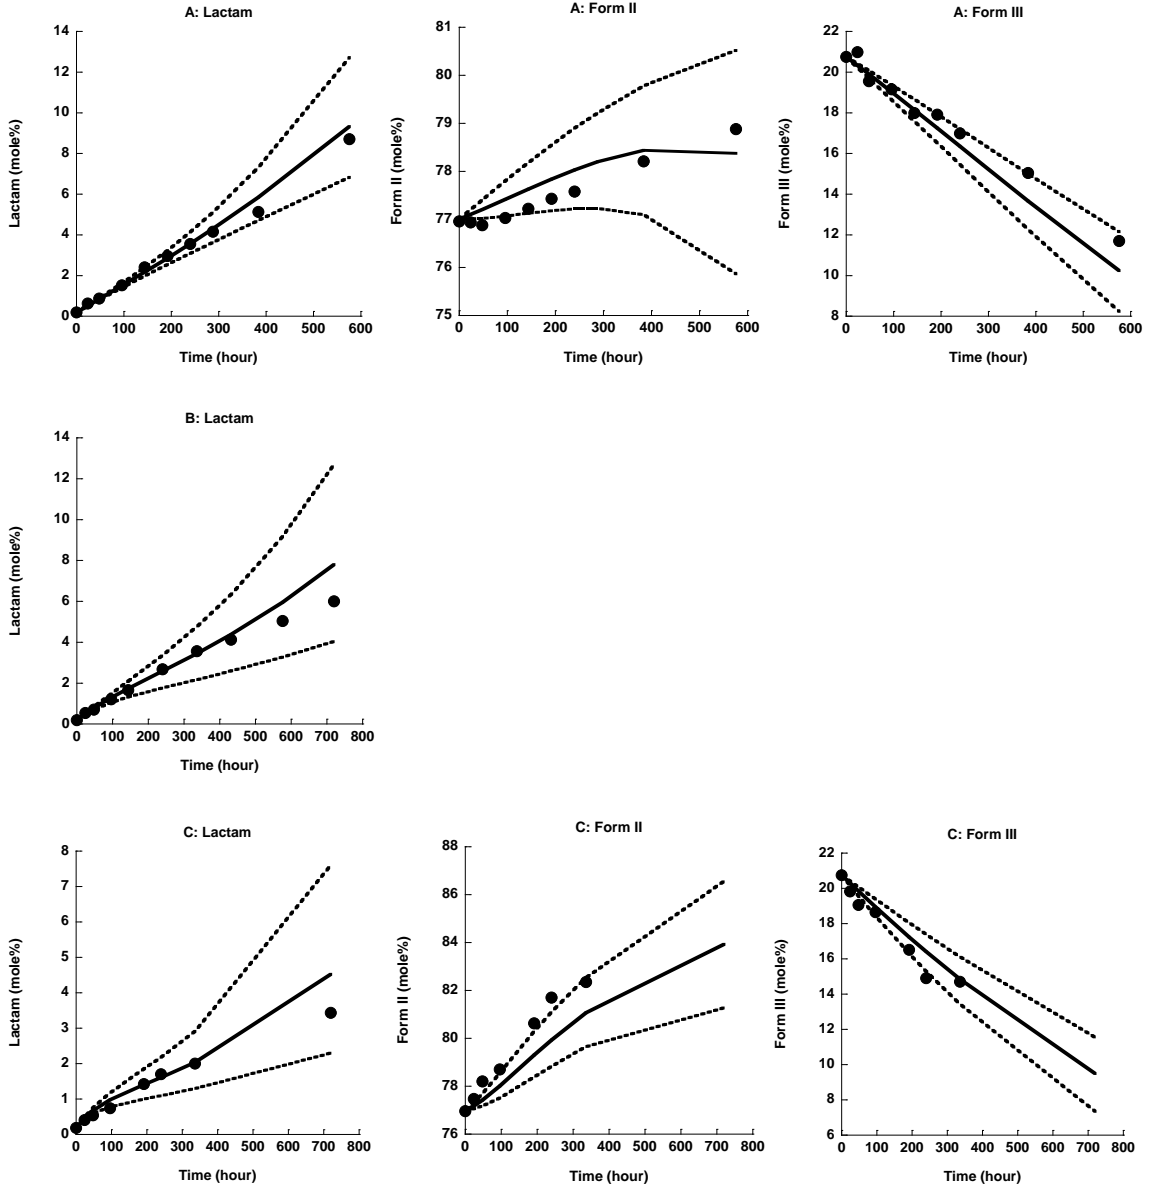 A: Lactam
Lactam (mole%)
14
12
10
8
6
4
2
0
0 100 200 300 400 500 600
Time (hour)
A: Form II
Form II (mole%)
81
80
79
78
77
76
75
0 100 200 300 400 500 600
Time (hour)
A: Form III
Form III (mole%)
22
20
18
16
14
12
10
8
0 100 200 300 400 500 600
Time (hour)
B: Lactam
Lactam (mole%)
14
12
10
8
6
4
2
0
0 100 200 300 400 500 600 700 800
Time (hour)
C: Lactam
Lactam (mole%)
8
7
6
5
4
3
2
1
0
0 100 200 300 400 500 600 700 800
Time (hour)
C: Form II
Form II (mole%)
88
86
84
82
80
78
76
0 100 200 300 400 500 600 700 800
Time (hour)
C: Form III
Form III (mole%)
22
20
18
16
14
12
10
8
6
0 100 200 300 400 500 600 700 800
Time (hour)